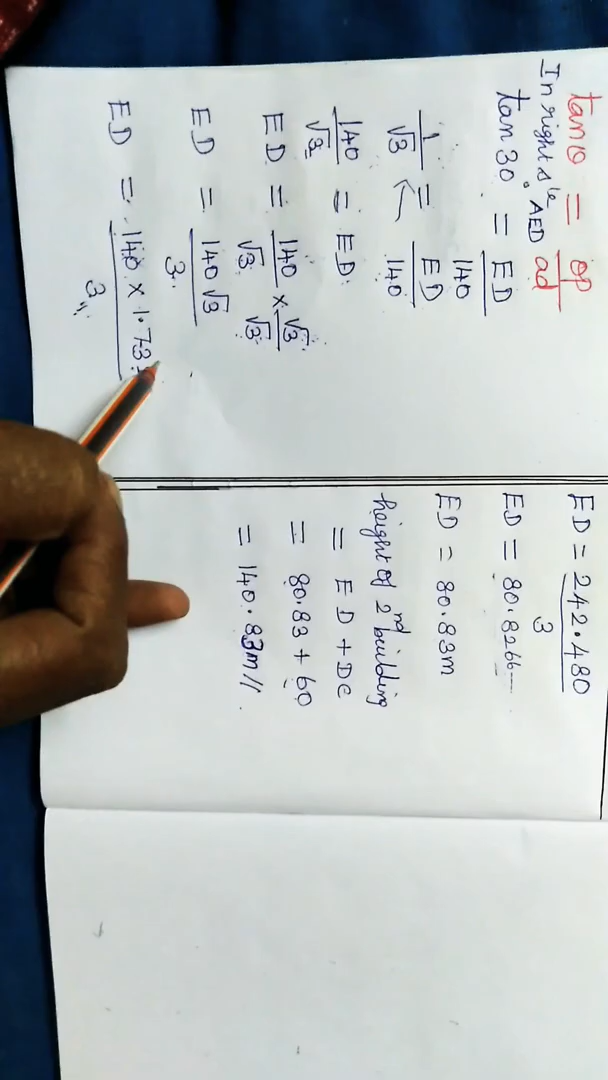 tan θ = op/ad
In right △le AED
tan 30° = ED/140
1/√3 = ED/140
140/√3 = ED.
ED = 140/√3 × √3/√3
ED = 140√3/3
ED = 140 × 1.732/3
ED = 242.480/3
ED = 80.8266---
ED = 80.83m
height of 2nd building
= ED + DC
= 80.83 + 60
= 140.83m//.